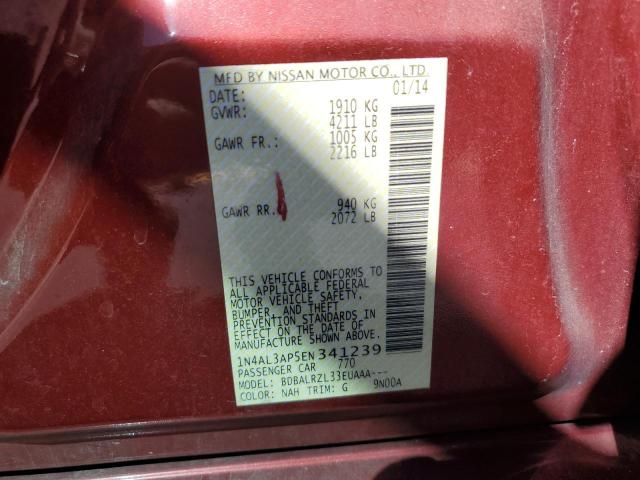 MFD BY NISSAN MOTOR CO., LTD.
DATE: 01/14
GVWR: 1910 KG
4211 LB
GAWR FR.: 1005 KG
2216 LB
GAWR RR. 940 KG
2072 LB
THIS VEHICLE CONFORMS TO
ALL APPLICABLE FEDERAL
MOTOR VEHICLE SAFETY,
BUMPER, AND THEFT
PREVENTION STANDARDS IN
EFFECT ON THE DATE OF
MANUFACTURE SHOWN ABOVE.
1N4AL3AP5EN341239
PASSENGER CAR 770
MODEL: BDBALRZL33EUAAA---
COLOR: NAH TRIM: G 9N00A